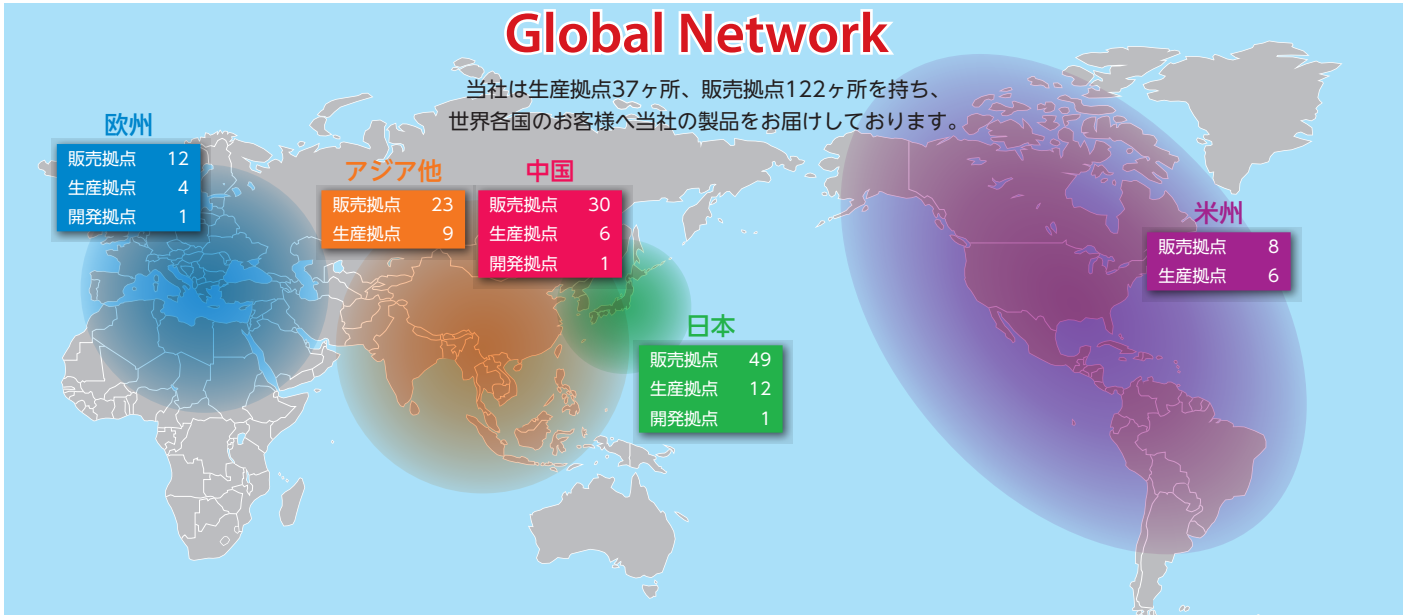 Global Network
当社は生産拠点37ヶ所、販売拠点122ヶ所を持ち、
世界各国のお客様へ当社の製品をお届けしております。
欧州
販売拠点 12
生産拠点 4
開発拠点 1
アジア他
販売拠点 23
生産拠点 9
中国
販売拠点 30
生産拠点 6
開発拠点 1
日本
販売拠点 49
生産拠点 12
開発拠点 1
米州
販売拠点 8
生産拠点 6